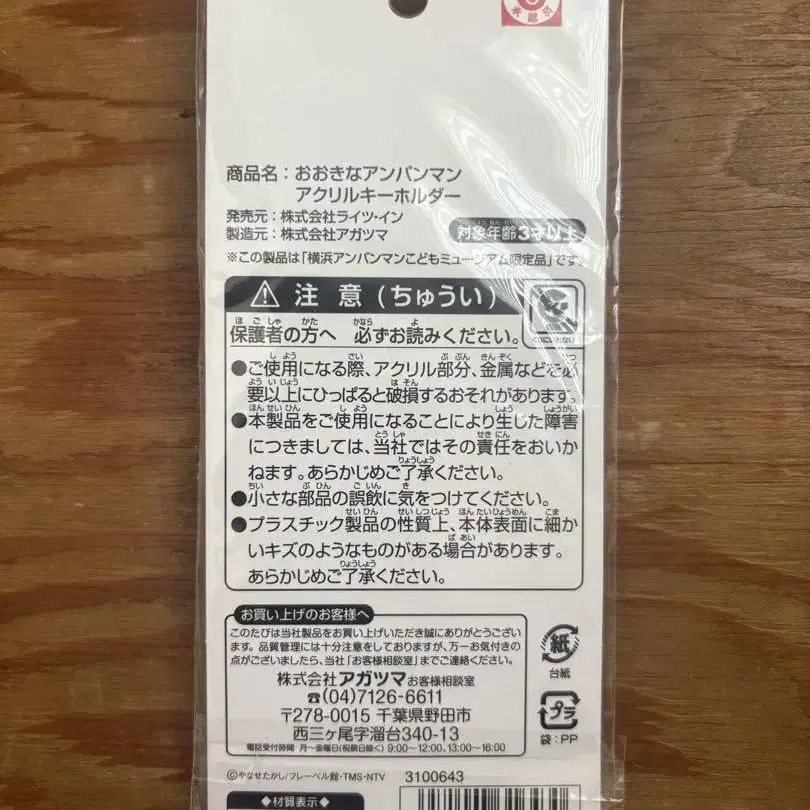 本認可
商品名：おおきなアンパンマン
アクリルキーホルダー
発売元：株式会社ライツ・イン
製造元：株式会社アガツマ
対象年齢3才以上
※この製品は「横浜アンパンマンこどもミュージアム限定品」です。
注 意（ちゅうい）
保護者の方へ 必ずお読みください。
くちにいれない
●ご使用になる際、アクリル部分、金属などを必
要以上にひっぱると破損するおそれがあります。
●本製品をご使用になることにより生じた障害
につきましては、当社ではその責任をおいか
ねます。あらかじめご了承ください。
●小さな部品の誤飲に気をつけてください。
●プラスチック製品の性質上、本体表面に細か
いキズのようなものがある場合があります。
あらかじめご了承ください。
お買い上げのお客様へ
このたびは当社製品をお買い上げいただき誠にありがとうござい
ます。品質管理には十分注意をしておりますが、万一お気付きの
点がございましたら、当社「お客様相談室」までご連絡ください。
株式会社アガツマお客様相談室
☎(04)7126-6611
〒278-0015 千葉県野田市
西三ヶ尾字溜台340-13
電話受付時間 月〜金曜日(祝祭日除く) 9:00〜12:00、13:00〜16:00
紙
台紙
プラ
袋：PP
©やなせたかし/フレーベル館・TMS・NTV
3100643
◆材質表示◆